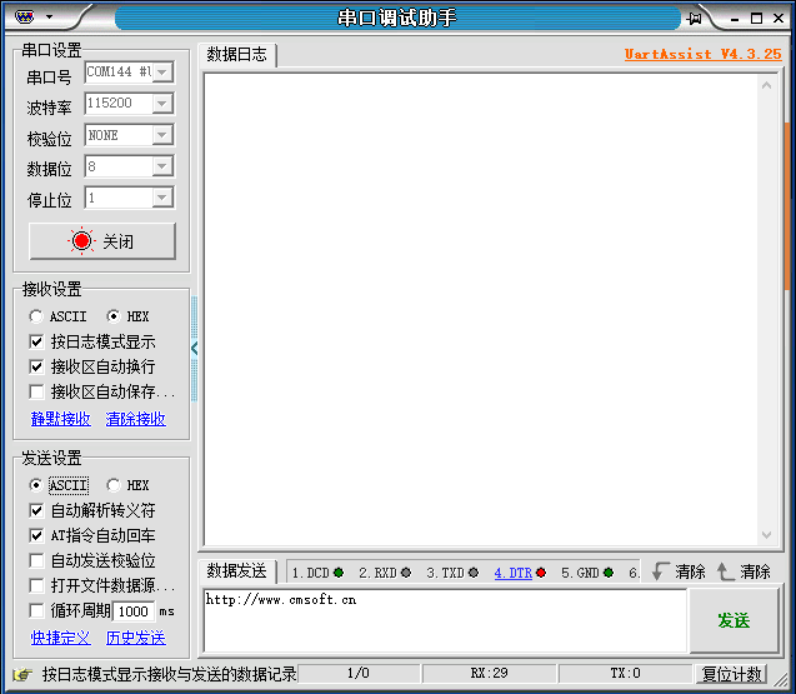 串口调试助手
串口设置
串口号 COM144 #U
波特率 115200
校验位 NONE
数据位 8
停止位 1
关闭
接收设置
ASCII HEX
按日志模式显示
接收区自动换行
接收区自动保存...
静默接收 清除接收
发送设置
ASCII HEX
自动解析转义符
AT指令自动回车
自动发送校验位
打开文件数据源...
循环周期 1000 ms
快捷定义 历史发送
数据日志 UartAssist V4.3.25
数据发送 1.DCD 2.RXD 3.TXD 4.DTR 5.GND 6. 清除 清除
http://www.cmsoft.cn
发送
按日志模式显示接收与发送的数据记录 1/0 RX:29 TX:0 复位计数